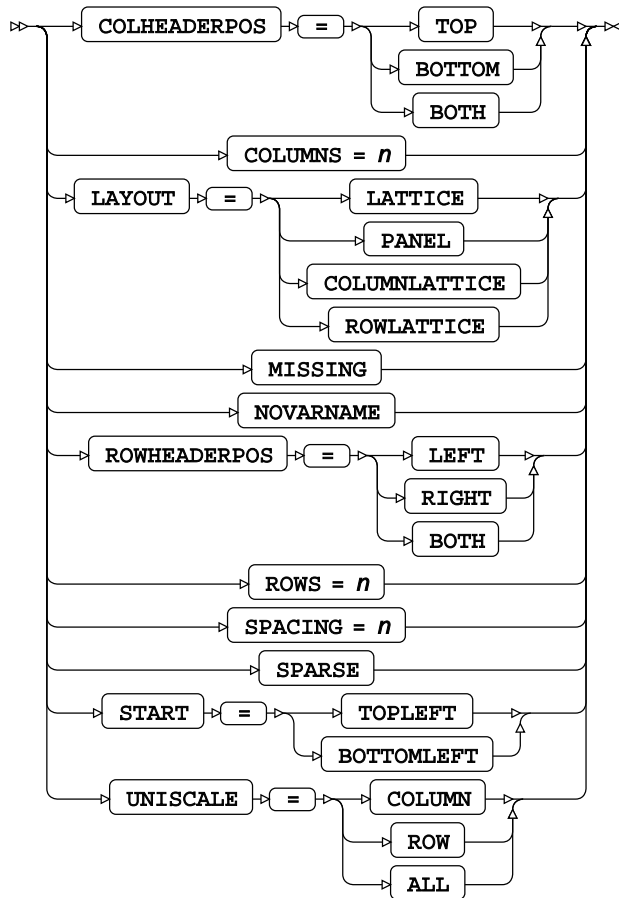 COLHEADERPOS = TOP
BOTTOM
BOTH
COLUMNS = n
LAYOUT = LATTICE
PANEL
COLUMNLATTICE
ROWLATTICE
MISSING
NOVARNAME
ROWHEADERPOS = LEFT
RIGHT
BOTH
ROWS = n
SPACING = n
SPARSE
START = TOPLEFT
BOTTOMLEFT
UNISCALE = COLUMN
ROW
ALL